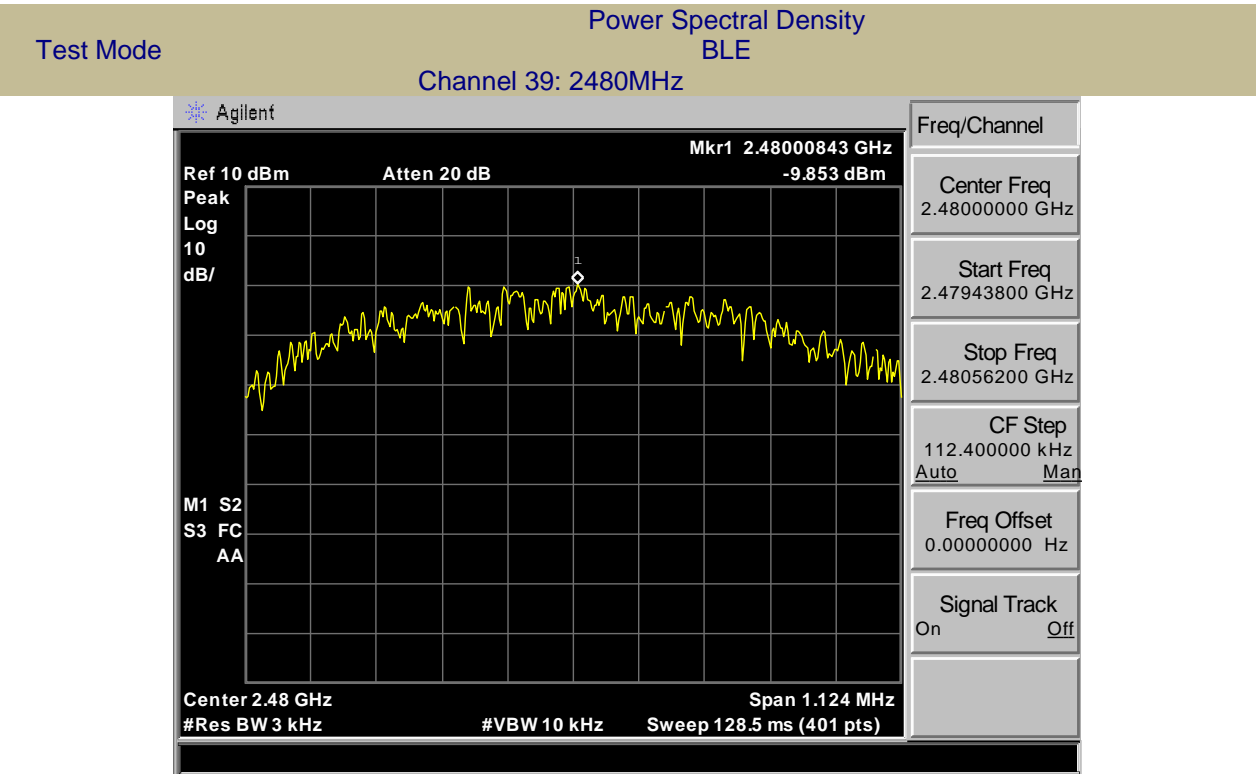 Power Spectral Density
Test Mode BLE
Channel 39: 2480MHz
Agilent
Freq/Channel
Mkr1 2.48000843 GHz
Ref 10 dBm Atten 20 dB -9.853 dBm
Peak
Log
10
dB/
1
Center Freq
2.48000000 GHz
Start Freq
2.47943800 GHz
Stop Freq
2.48056200 GHz
CF Step
112.400000 kHz
Auto Man
M1 S2
S3 FC
AA
Freq Offset
0.00000000 Hz
Signal Track
On Off
Center 2.48 GHz Span 1.124 MHz
#Res BW 3 kHz #VBW 10 kHz Sweep 128.5 ms (401 pts)